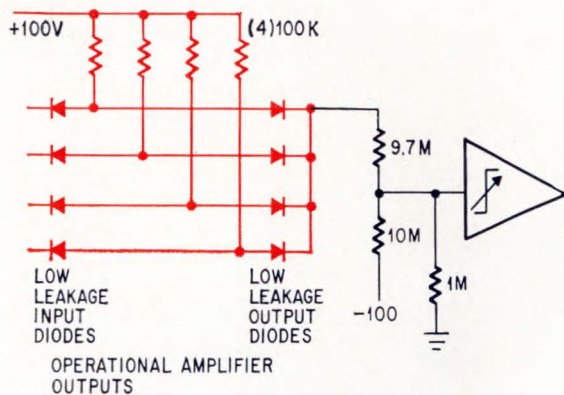 +100V
(4)100K
9.7M
10M
1M
-100
LOW
LEAKAGE
INPUT
DIODES
LOW
LEAKAGE
OUTPUT
DIODES
OPERATIONAL AMPLIFIER
OUTPUTS